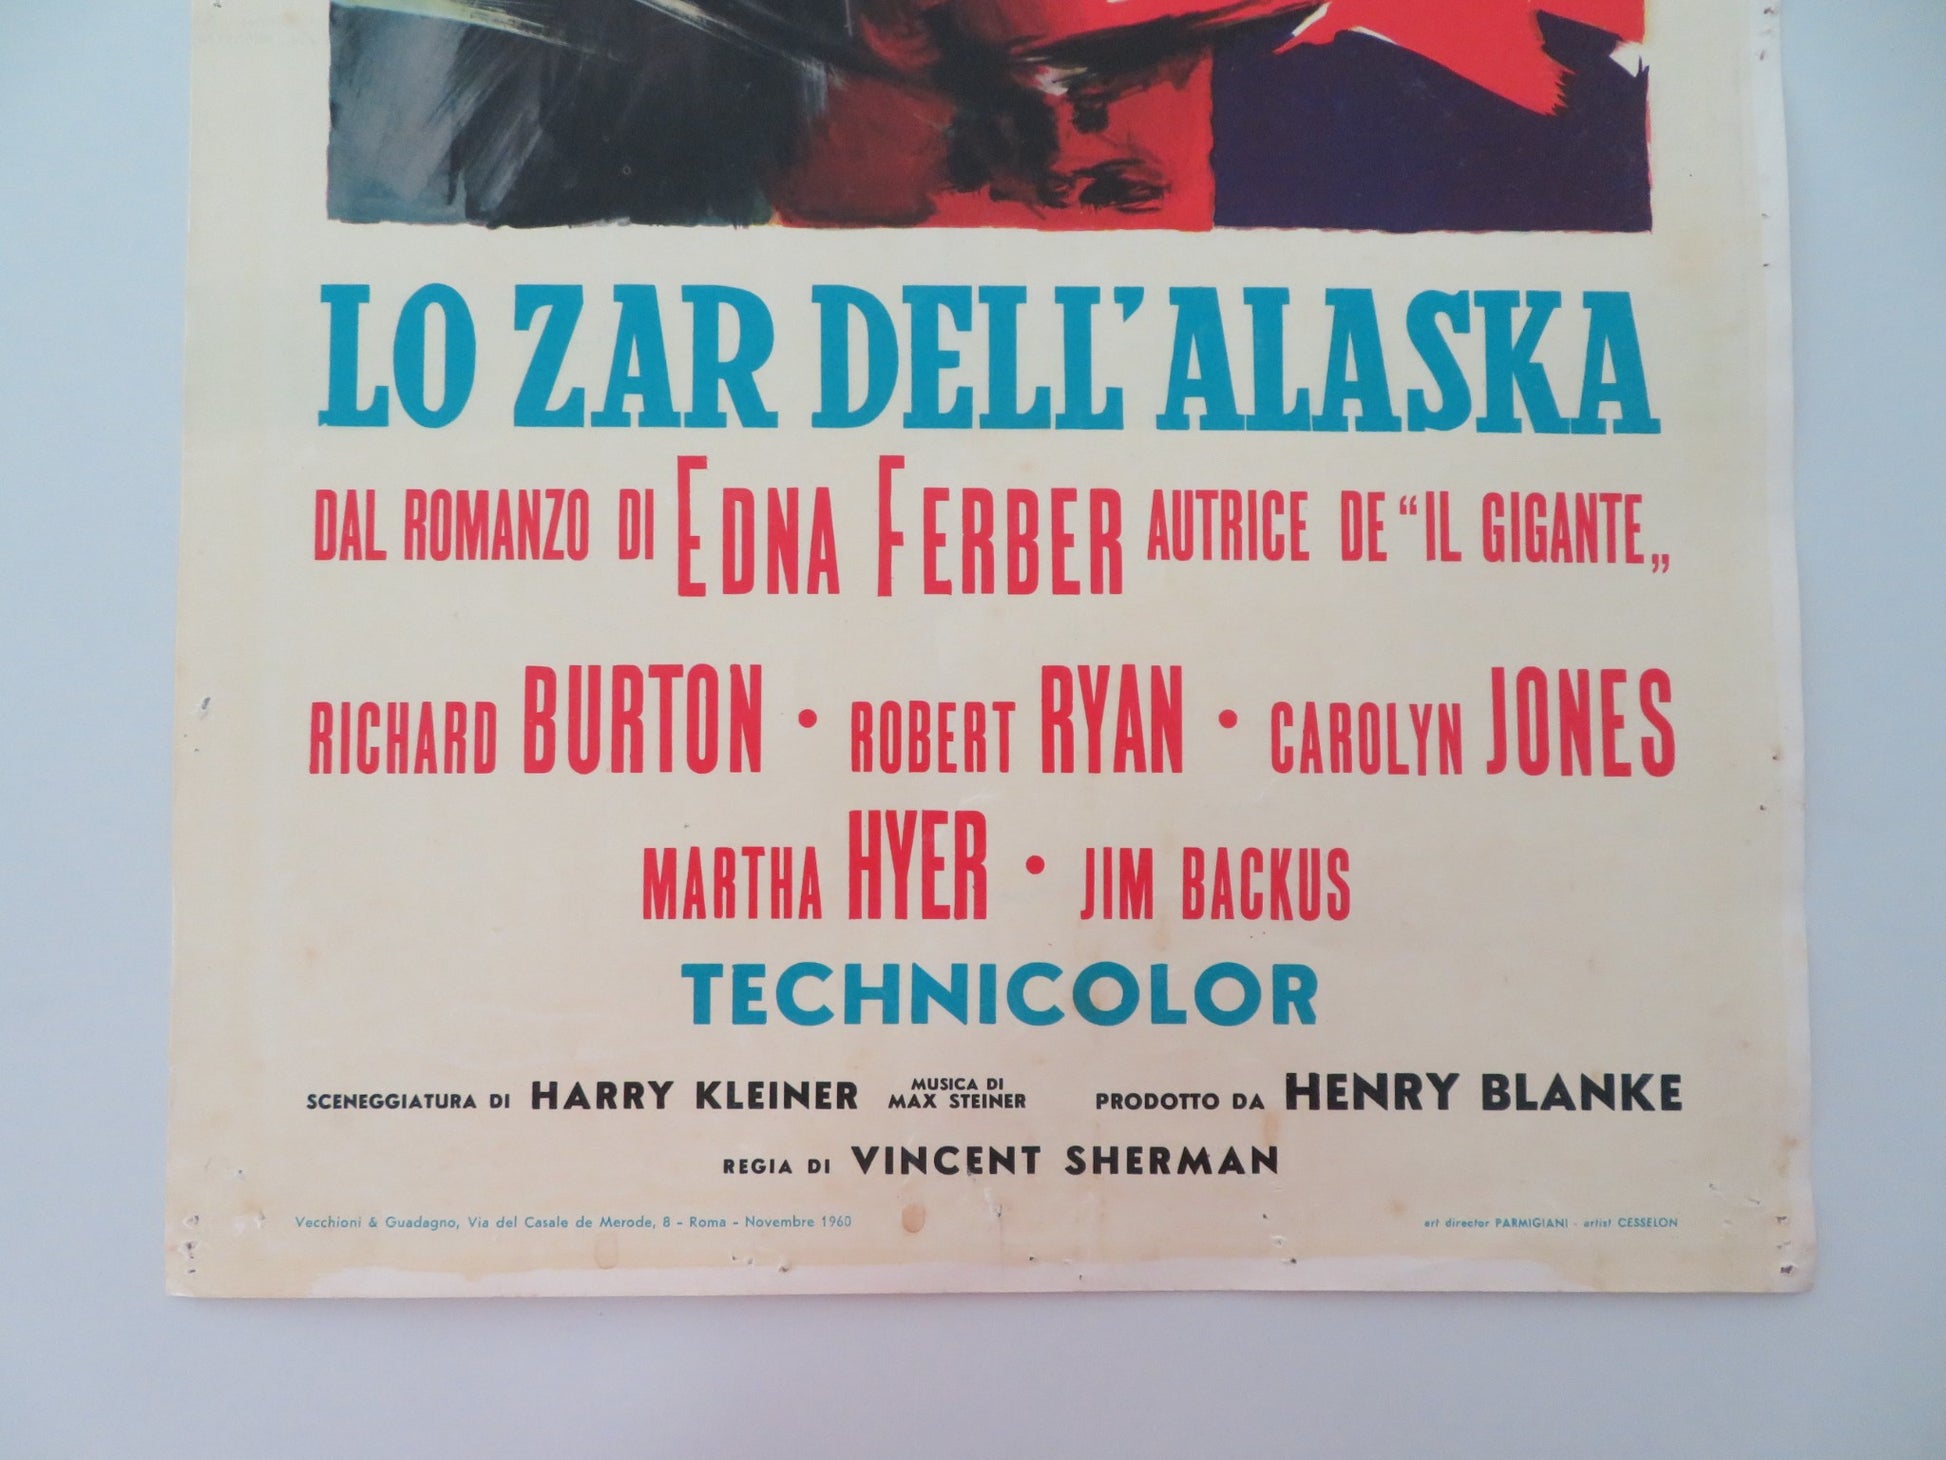 LO ZAR DELL'ALASKA
DAL ROMANZO DI EDNA FERBER AUTRICE DE “IL GIGANTE„
RICHARD BURTON • ROBERT RYAN • CAROLYN JONES
MARTHA HYER • JIM BACKUS
TECHNICOLOR
SCENEGGIATURA DI HARRY KLEINER
MUSICA DI
MAX STEINER
PRODOTTO DA HENRY BLANKE
REGIA DI VINCENT SHERMAN
Vecchioni & Guadagno, Via del Casale de Merode, 8 - Roma - Novembre 1960
art director PARMIGIANI - artist CESSELON